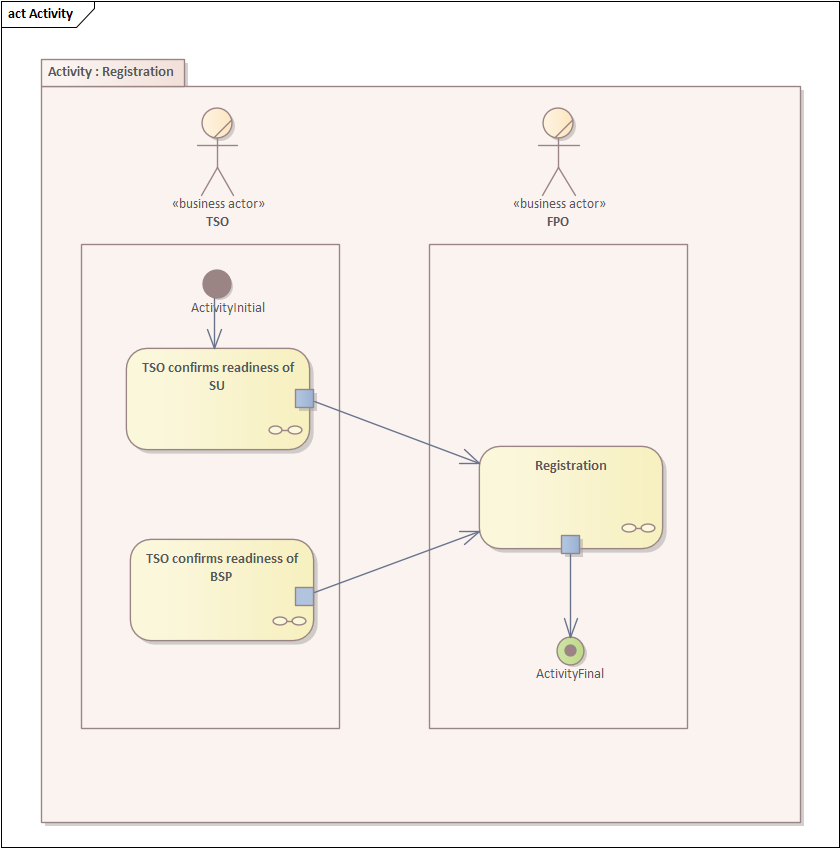 act Activity
Activity : Registration
«business actor»
TSO
«business actor»
FPO
ActivityInitial
TSO confirms readiness of
SU
Registration
TSO confirms readiness of
BSP
ActivityFinal